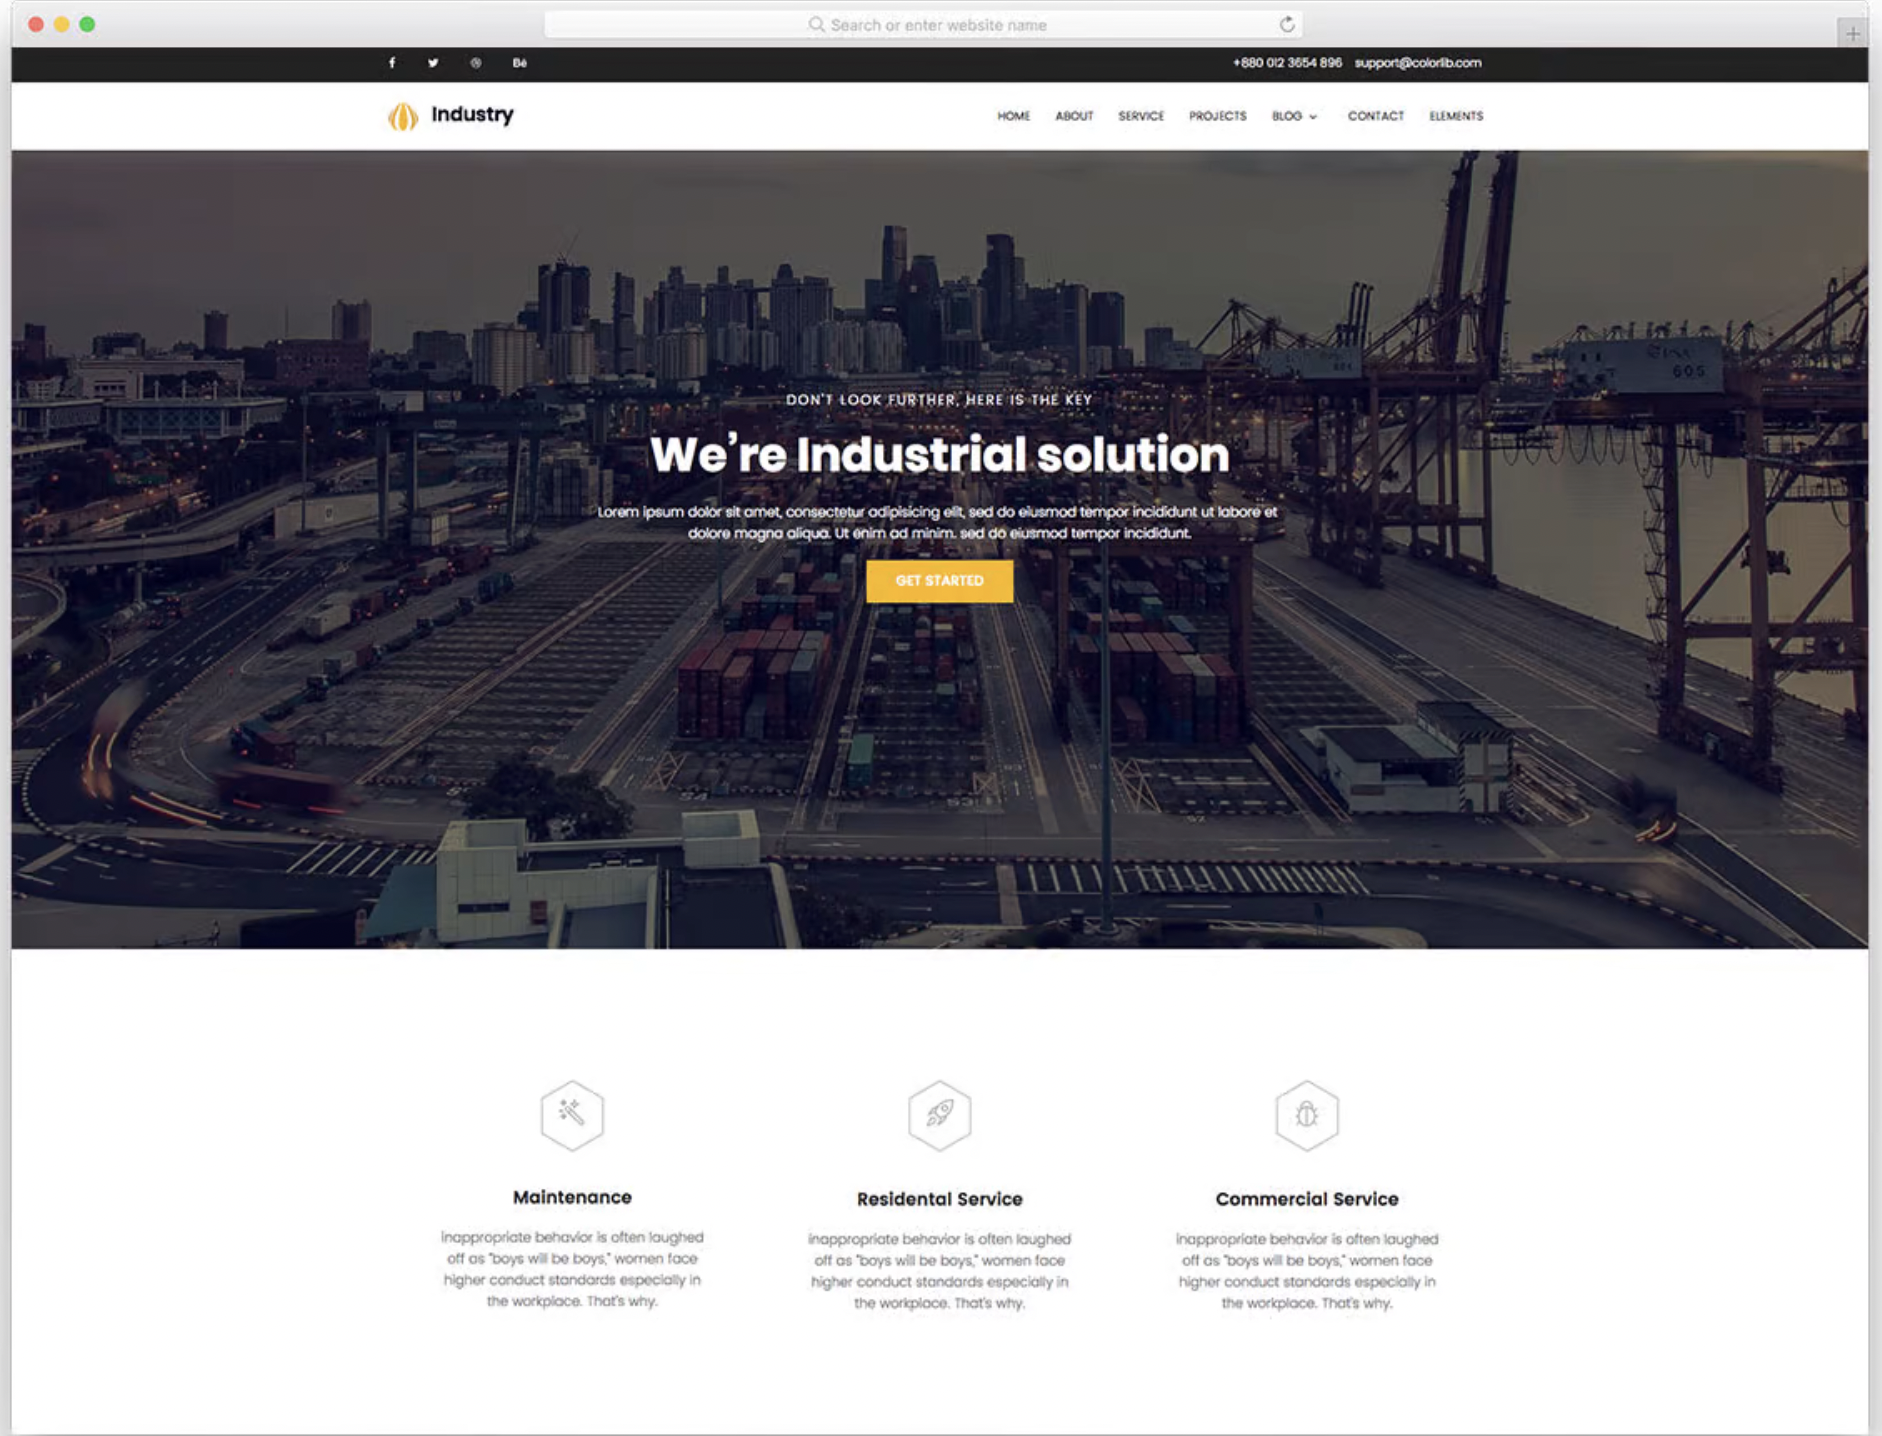 Search or enter website name
Bē
+880 012 3654 896 support@colorlib.com
Industry
HOME ABOUT SERVICE PROJECTS BLOG CONTACT ELEMENTS
605
DON'T LOOK FURTHER, HERE IS THE KEY
We're Industrial solution
Lorem ipsum dolor sit amet, consectetur adipisicing elit, sed do eiusmod tempor incididunt ut labore et
dolore magna aliqua. Ut enim ad minim. sed do eiusmod tempor incididunt.
GET STARTED
Maintenance
Inappropriate behavior is often laughed
off as "boys will be boys," women face
higher conduct standards especially in
the workplace. That's why.
Residental Service
Inappropriate behavior is often laughed
off as "boys will be boys," women face
higher conduct standards especially in
the workplace. That's why.
Commercial Service
Inappropriate behavior is often laughed
off as "boys will be boys," women face
higher conduct standards especially in
the workplace. That's why.